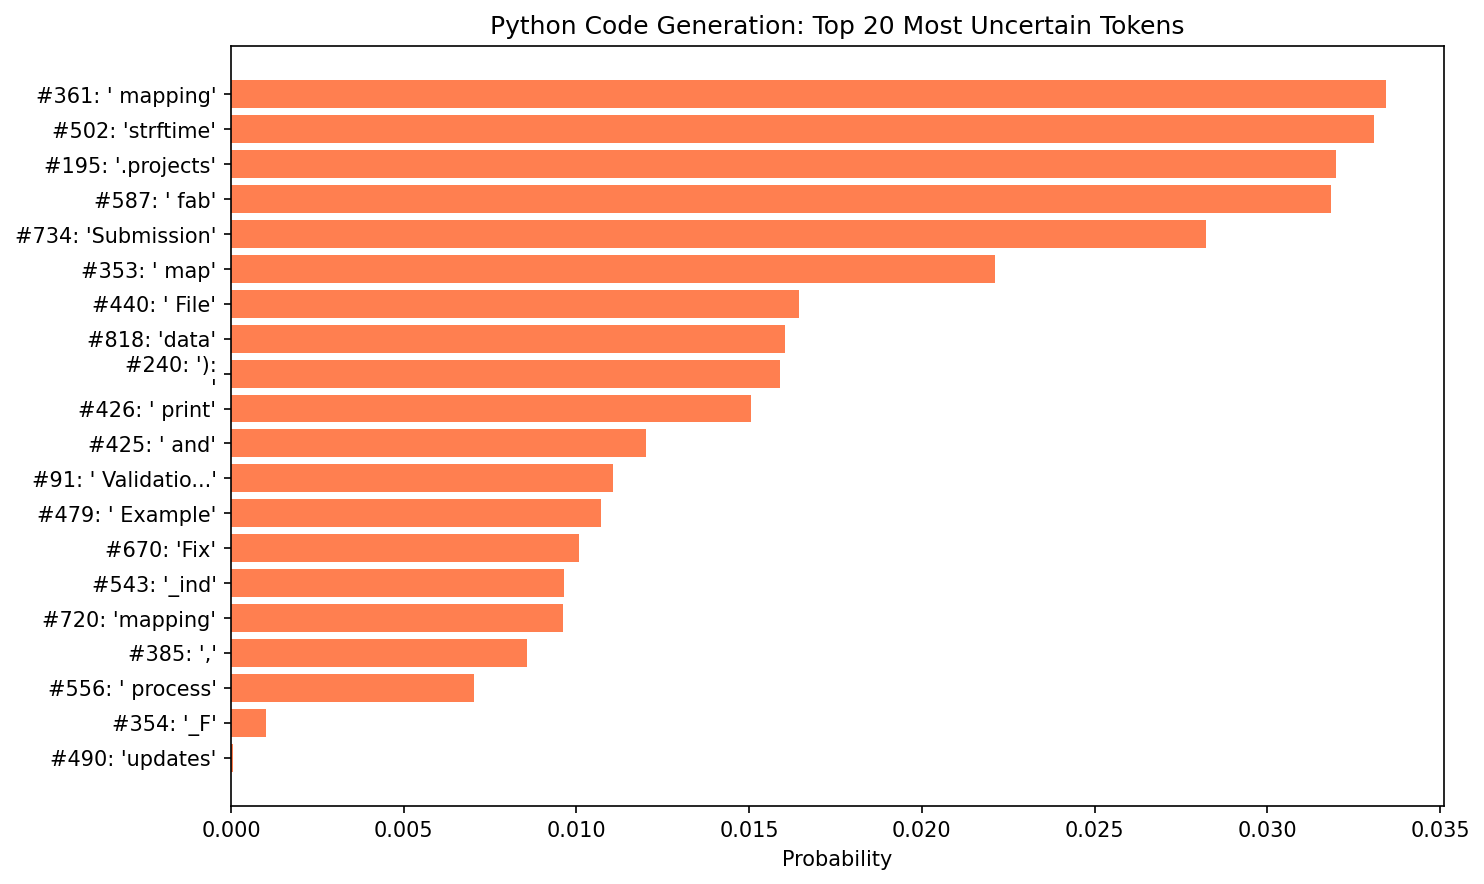 Python Code Generation: Top 20 Most Uncertain Tokens
#361: ' mapping'
#502: 'strftime'
#195: '.projects'
#587: ' fab'
#734: 'Submission'
#353: ' map'
#440: ' File'
#818: 'data'
#240: '):
'
#426: ' print'
#425: ' and'
#91: ' Validatio...'
#479: ' Example'
#670: 'Fix'
#543: '_ind'
#720: 'mapping'
#385: ','
#556: ' process'
#354: '_F'
#490: 'updates'
0.000 0.005 0.010 0.015 0.020 0.025 0.030 0.035
Probability